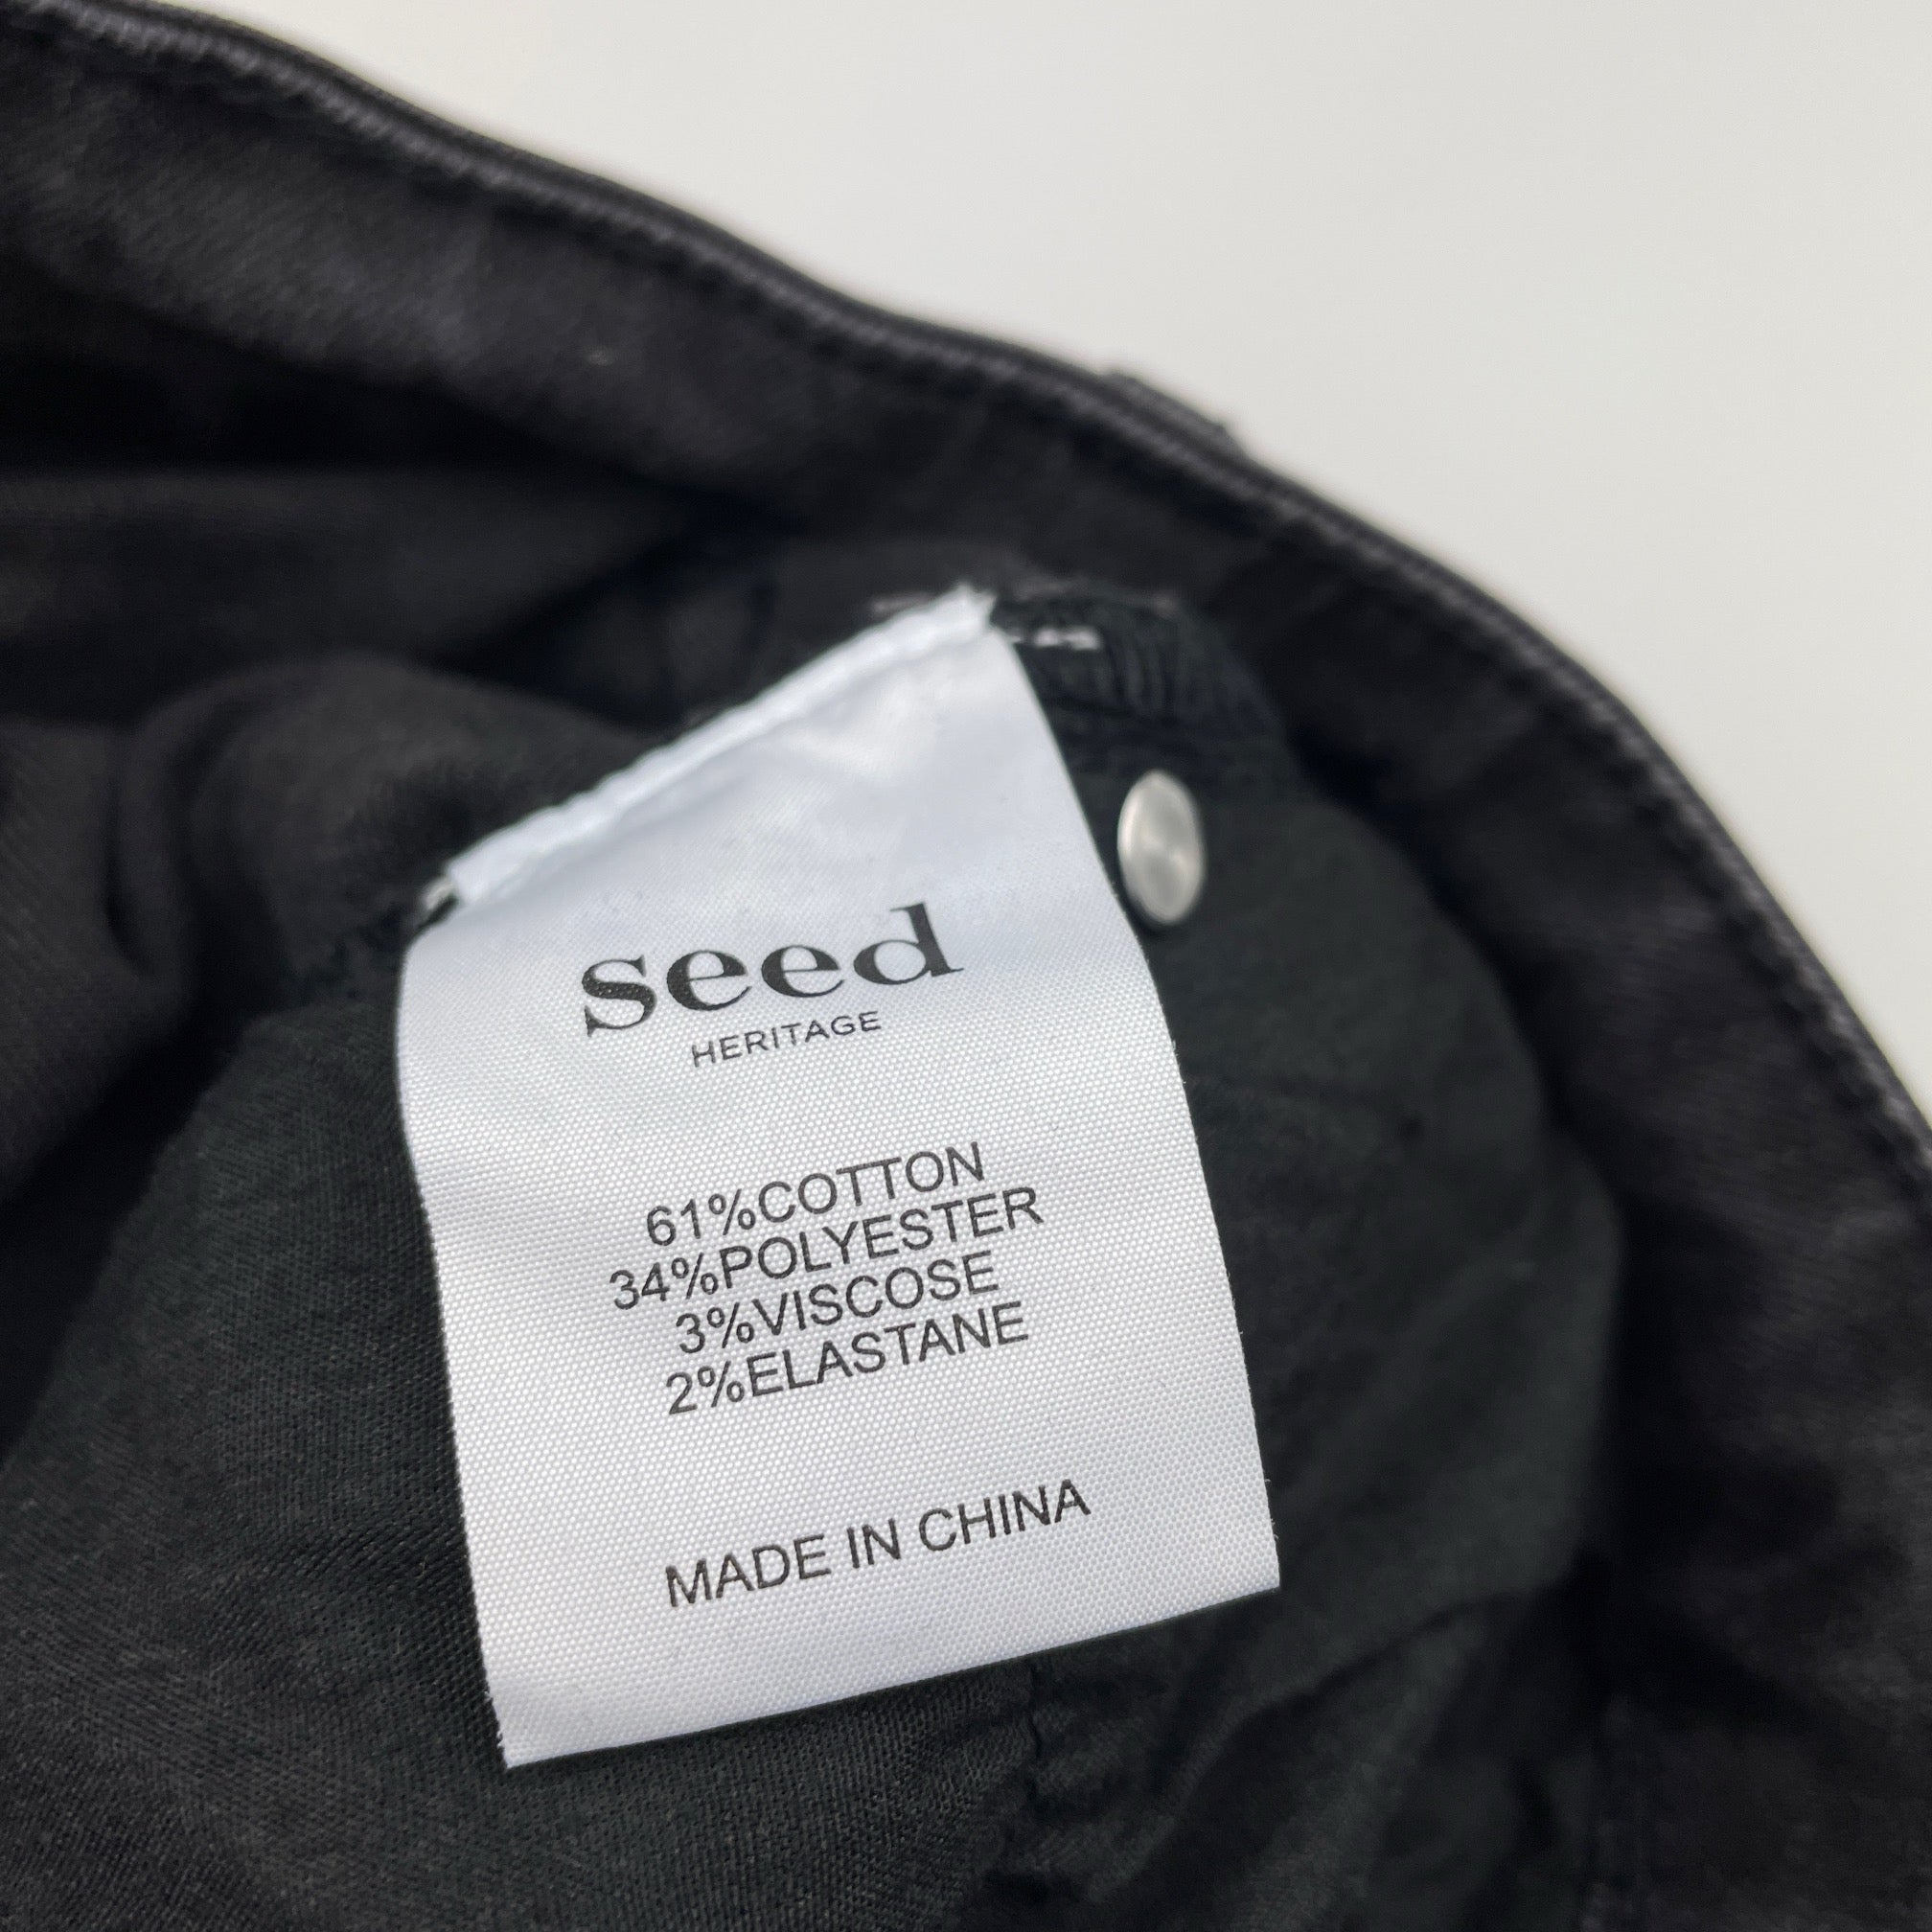 seed
HERITAGE
61%COTTON
34%POLYESTER
3%VISCOSE
2%ELASTANE
MADE IN CHINA